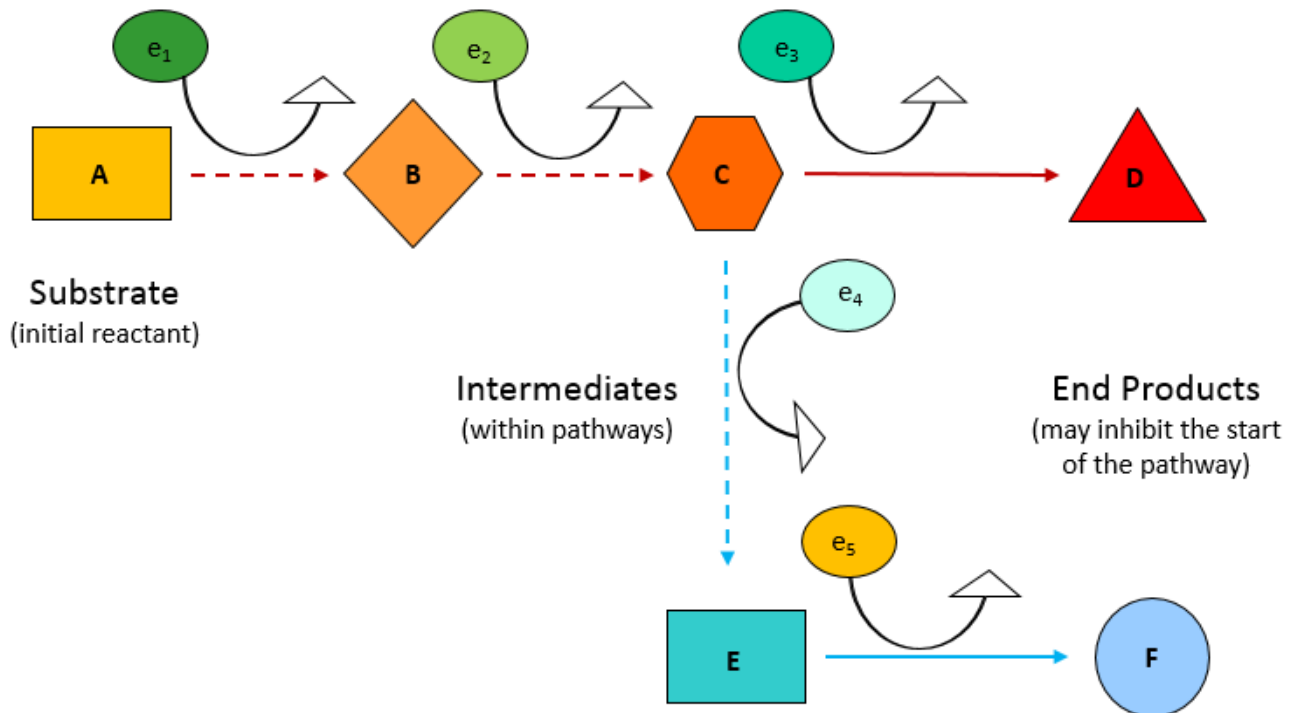 e₁
e₂
e₃
A
B
C
D
Substrate
(initial reactant)
e₄
Intermediates
(within pathways)
End Products
(may inhibit the start
of the pathway)
e₅
E
F